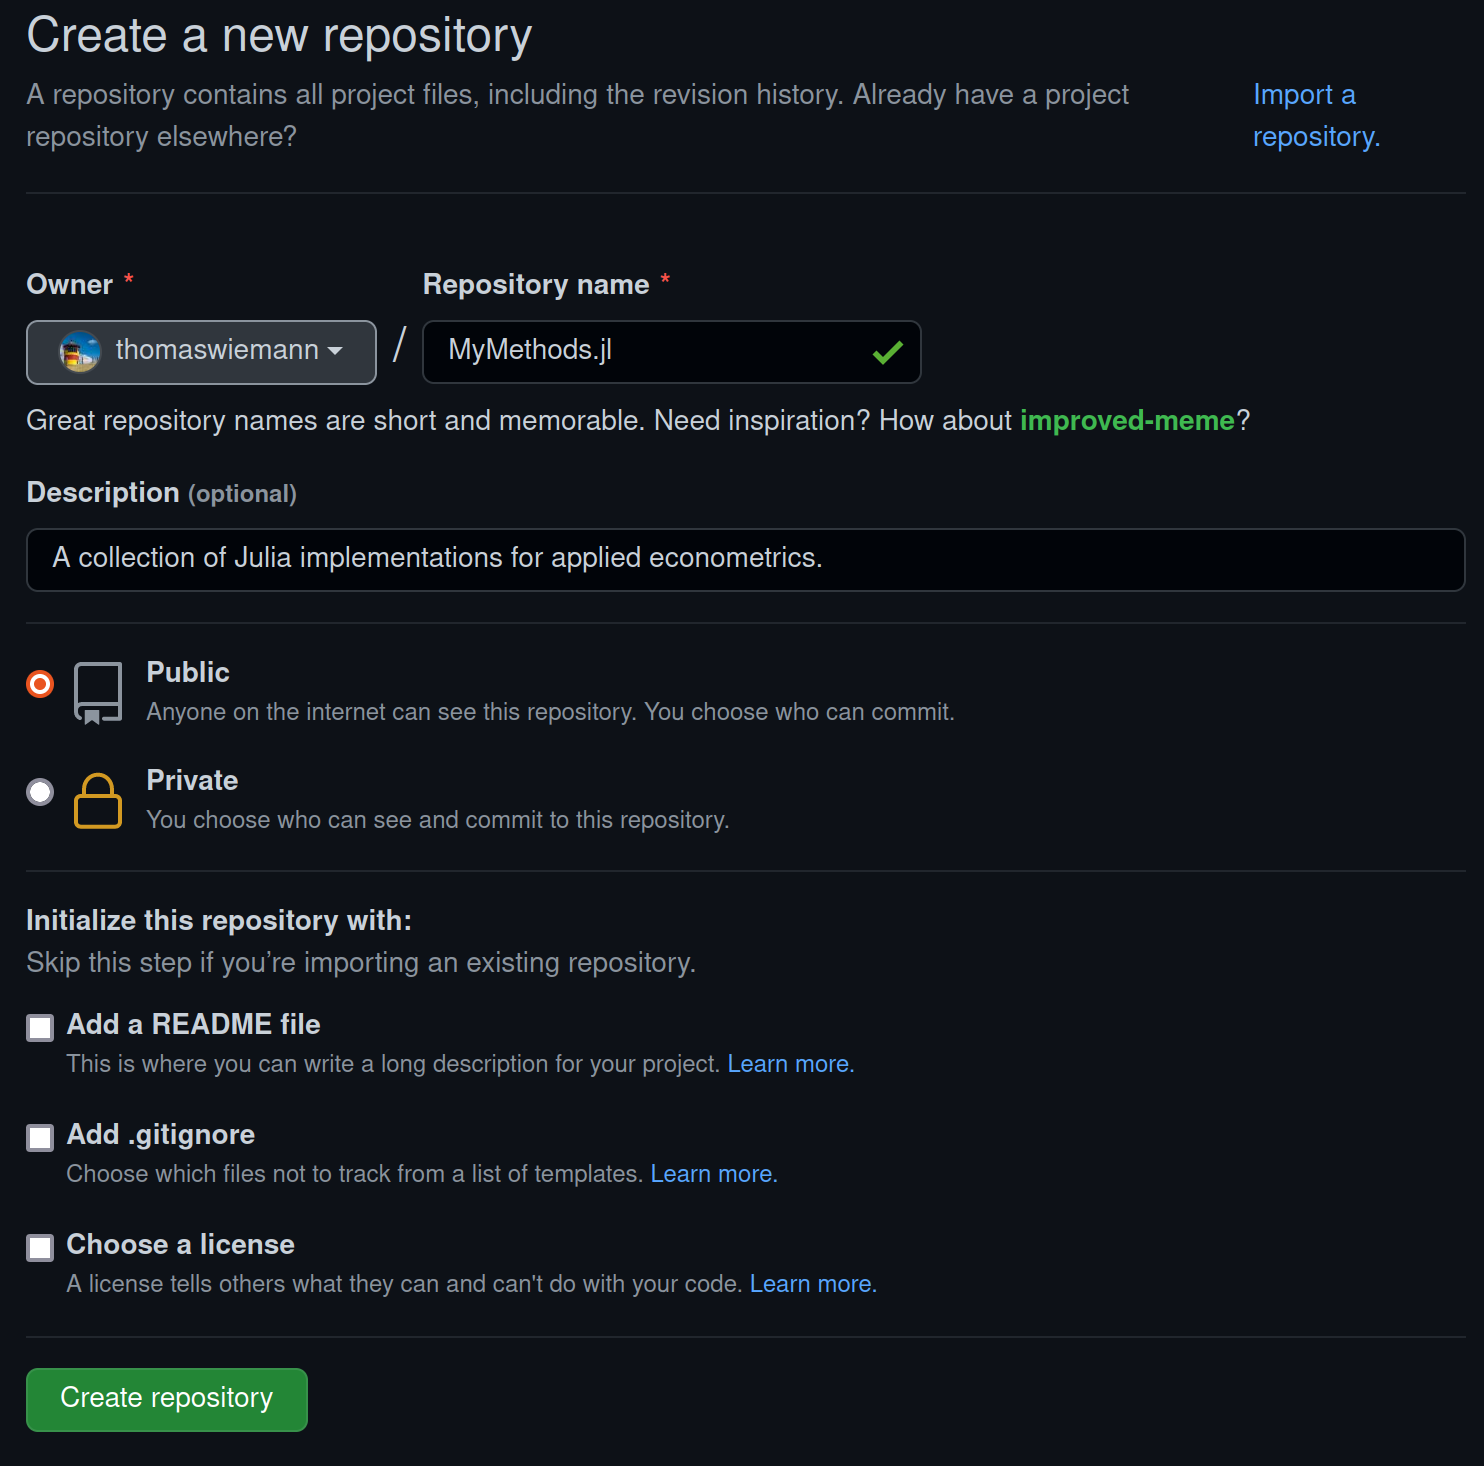 Create a new repository
A repository contains all project files, including the revision history. Already have a project
repository elsewhere?
Import a
repository.
Owner *
Repository name *
thomaswiemann
/
MyMethods.jl
Great repository names are short and memorable. Need inspiration? How about improved-meme?
Description (optional)
A collection of Julia implementations for applied econometrics.
Public
Anyone on the internet can see this repository. You choose who can commit.
Private
You choose who can see and commit to this repository.
Initialize this repository with:
Skip this step if you’re importing an existing repository.
Add a README file
This is where you can write a long description for your project. Learn more.
Add .gitignore
Choose which files not to track from a list of templates. Learn more.
Choose a license
A license tells others what they can and can't do with your code. Learn more.
Create repository